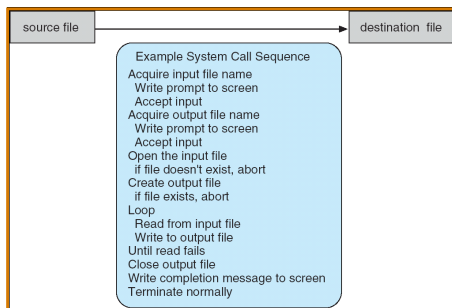 source file
destination file
Example System Call Sequence
Acquire input file name
Write prompt to screen
Accept input
Acquire output file name
Write prompt to screen
Accept input
Open the input file
if file doesn't exist, abort
Create output file
if file exists, abort
Loop
Read from input file
Write to output file
Until read fails
Close output file
Write completion message to screen
Terminate normally